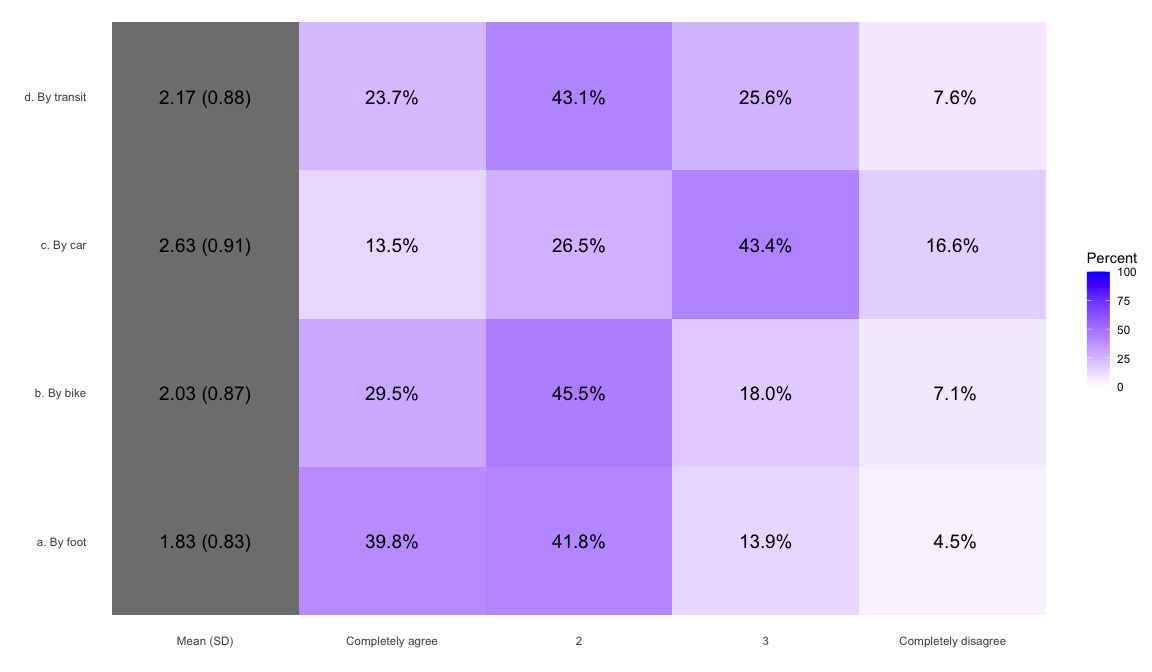 d. By transit 2.17 (0.88) 23.7% 43.1% 25.6% 7.6%
c. By car 2.63 (0.91) 13.5% 26.5% 43.4% 16.6%
b. By bike 2.03 (0.87) 29.5% 45.5% 18.0% 7.1%
a. By foot 1.83 (0.83) 39.8% 41.8% 13.9% 4.5%
Mean (SD) Completely agree 2 3 Completely disagree
Percent
100
75
50
25
0